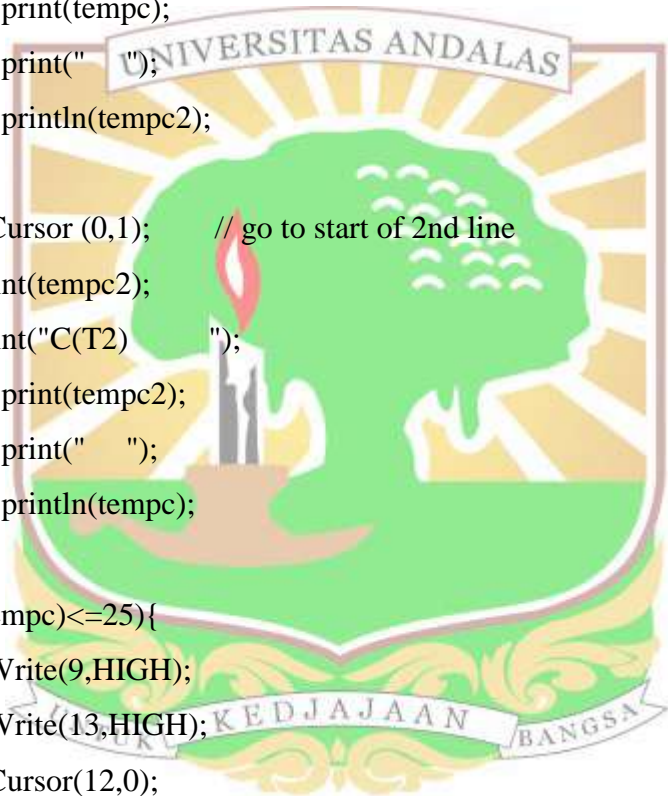 print(tempc);
UNIVERSITAS ANDALAS
print("     ");
println(tempc2);
Cursor (0,1);        // go to start of 2nd line
nt(tempc2);
nt("C(T2)          ");
print(tempc2);
print("     ");
println(tempc);
mpc)<=25){
Write(9,HIGH);
Write(13,HIGH);
UNTUK KEDJAJAAN BANGSA
Cursor(12,0);